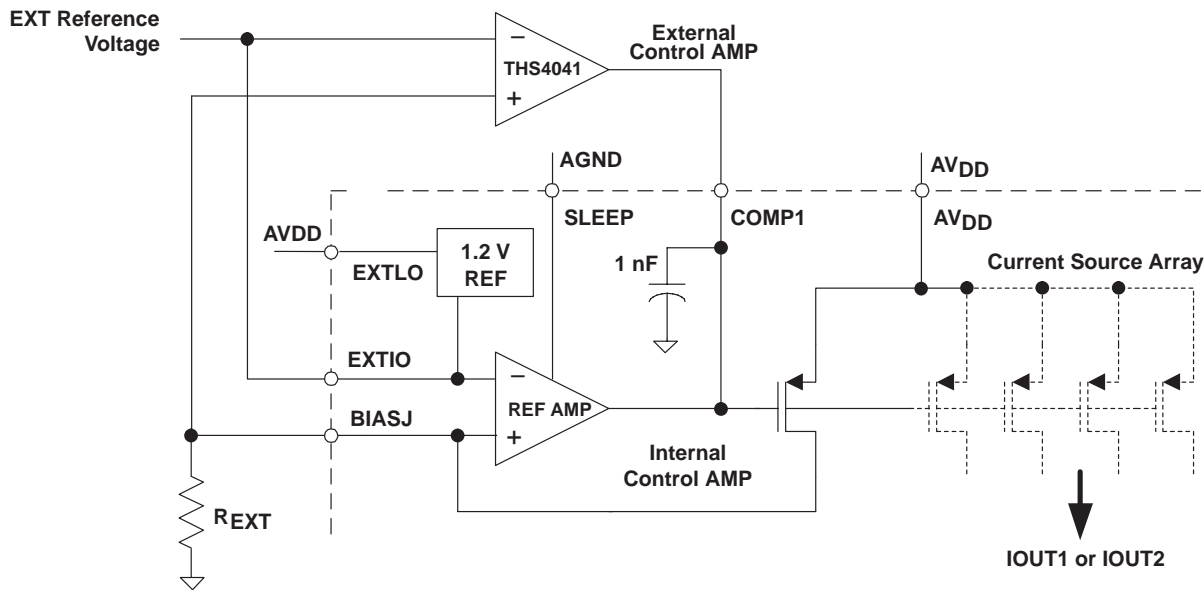 EXT Reference
Voltage
−
THS4041
+
External
Control AMP
AGND
AVDD
SLEEP
COMP1
AVDD
AVDD
EXTLO
1.2 V
REF
1 nF
Current Source Array
EXTIO
−
REF AMP
+
BIASJ
Internal
Control AMP
REXT
IOUT1 or IOUT2